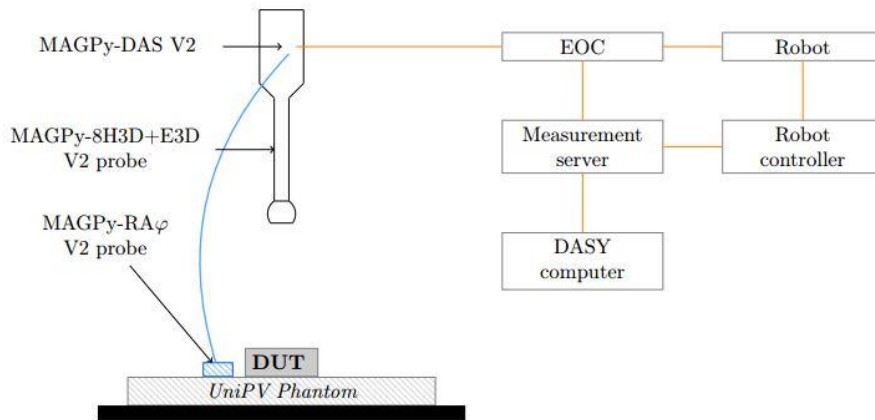 MAGPy-DAS V2
EOC
Robot
MAGPy-8H3D+E3D
V2 probe
Measurement
server
Robot
controller
MAGPy-RAφ
V2 probe
DASY
computer
DUT
UniPV Phantom